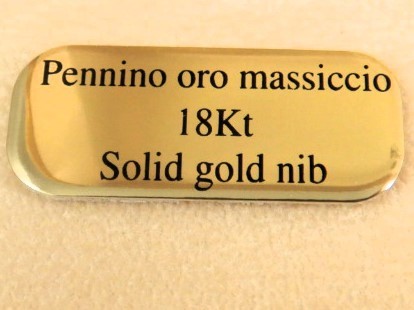 Pennino oro massiccio
18Kt
Solid gold nib